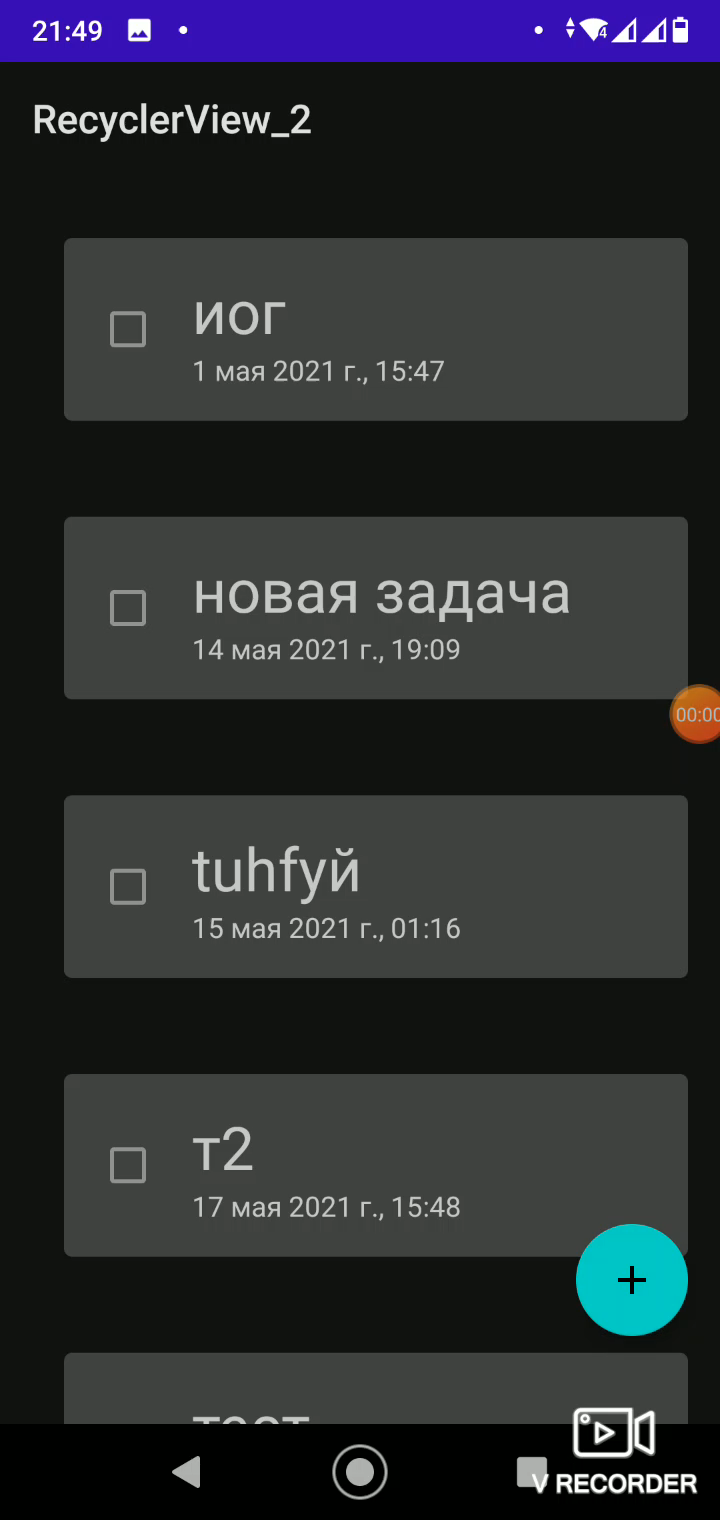 21:49
4
RecyclerView_2
иог
1 мая 2021 г., 15:47
новая задача
14 мая 2021 г., 19:09
00:00
tuhfyй
15 мая 2021 г., 01:16
т2
17 мая 2021 г., 15:48
+
V RECORDER